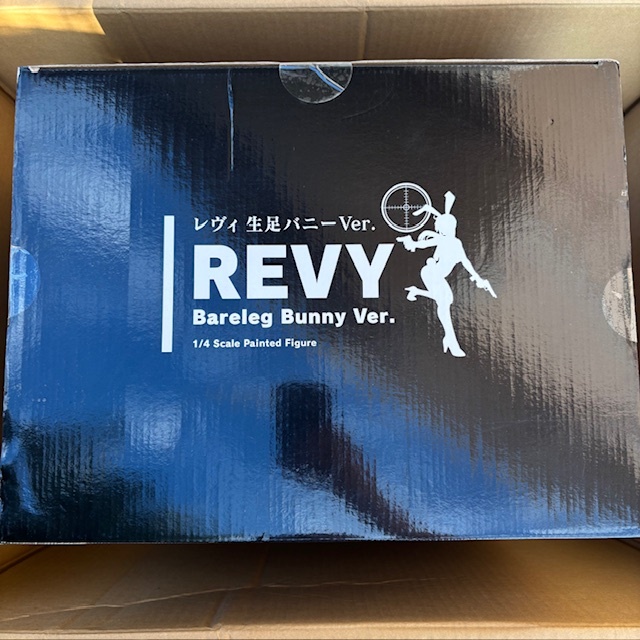 レヴィ 生足バニーVer.
REVY
Bareleg Bunny Ver.
1/4 Scale Painted Figure